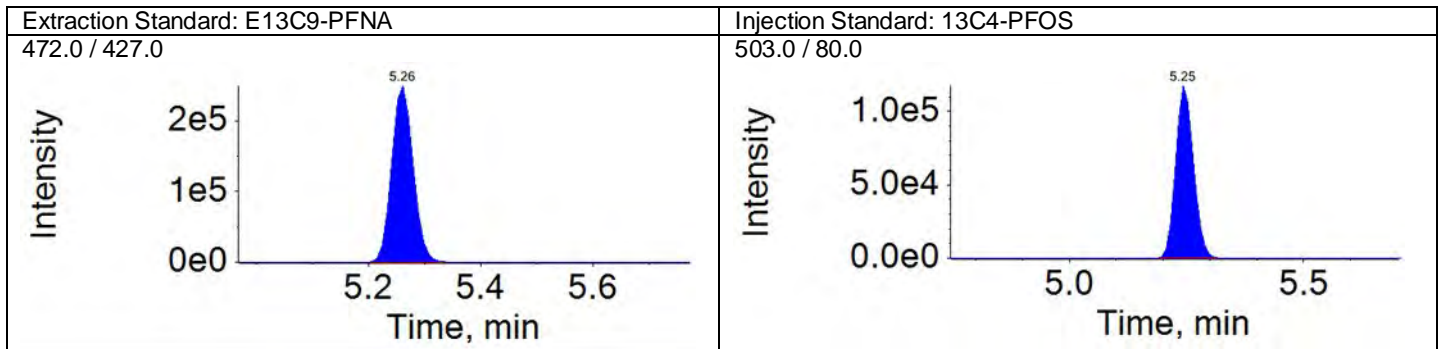 Extraction Standard: E13C9-PFNA
472.0 / 427.0
5.26
2e5
1e5
0e0
Intensity
5.2 5.4 5.6
Time, min
Injection Standard: 13C4-PFOS
503.0 / 80.0
5.25
1.0e5
5.0e4
0.0e0
Intensity
5.0 5.5
Time, min